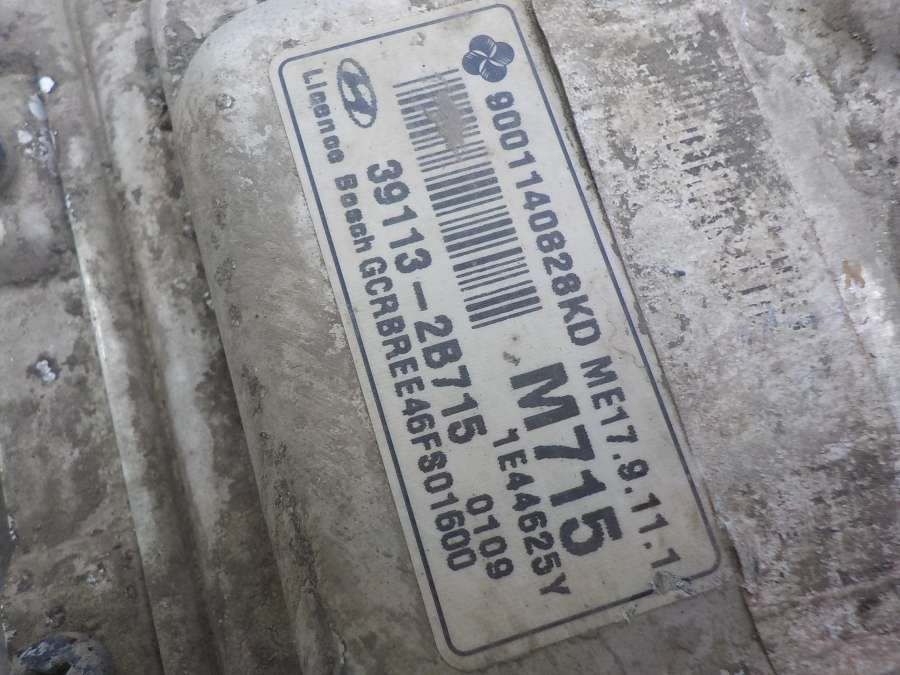 9001140828KD ME17.9.11.1
M715
1E44625Y
39113-2B715 0109
Licence Bosch GCRBREE46FS01600